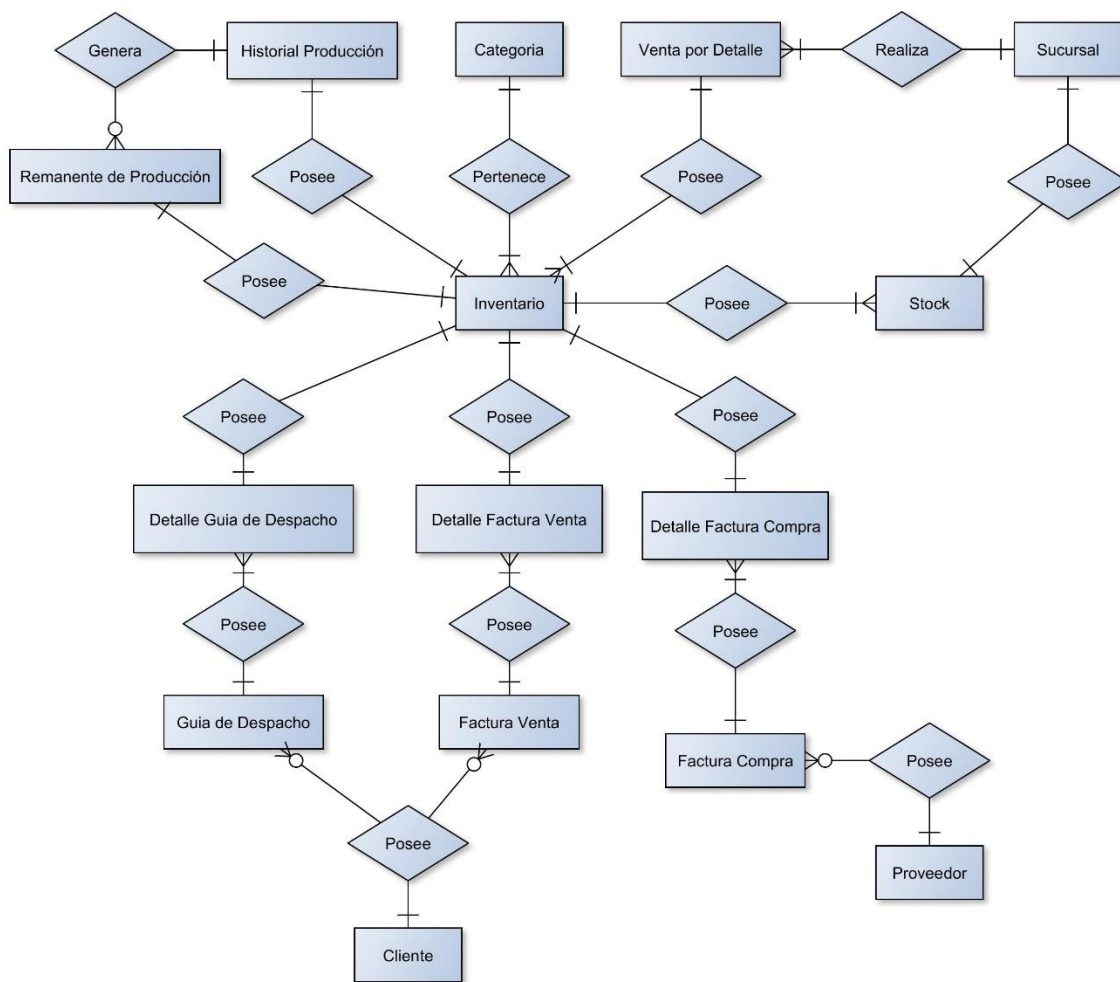 Genera
Historial Producción
Categoria
Venta por Detalle
Realiza
Sucursal
Remanente de Producción
Posee
Pertenece
Posee
Posee
Posee
Inventario
Posee
Stock
Posee
Posee
Posee
Detalle Guia de Despacho
Detalle Factura Venta
Detalle Factura Compra
Posee
Posee
Posee
Guia de Despacho
Factura Venta
Factura Compra
Posee
Posee
Proveedor
Cliente